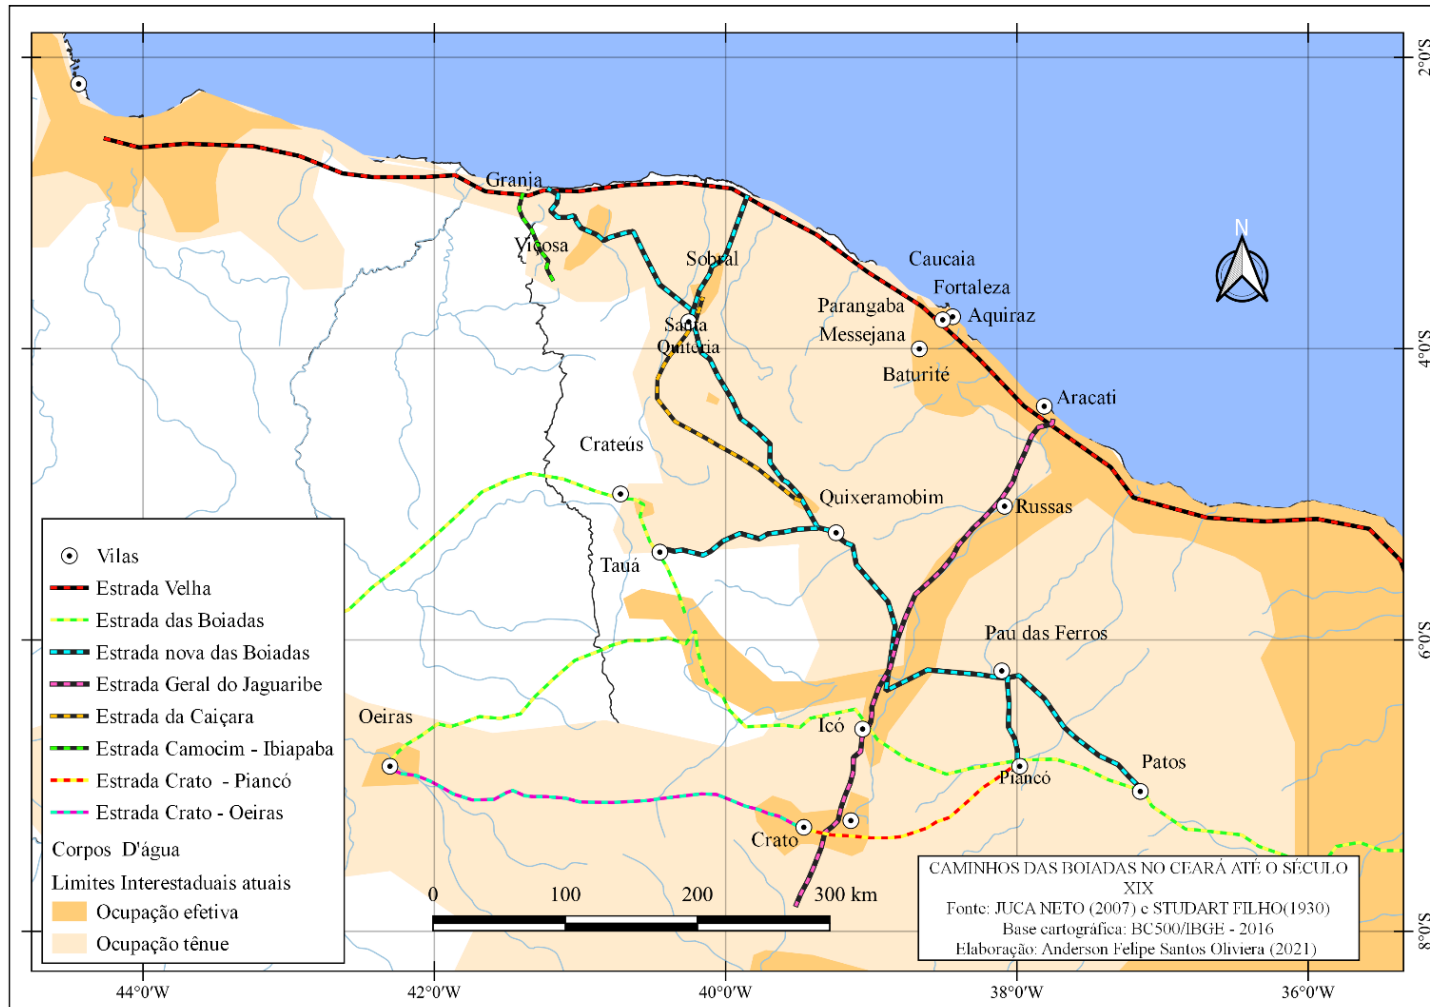 2°0'S
4°0'S
6°0'S
8°0'S
N
Granja
Viçosa
Sobral
Santa
Quitéria
Caucaia
Fortaleza
Parangaba
Aquiraz
Messejana
Baturité
Aracati
Crateús
Quixeramobim
Russas
Tauá
Pau das Ferros
Oeiras
Icó
Piancó
Patos
Crato
Vilas
Estrada Velha
Estrada das Boiadas
Estrada nova das Boiadas
Estrada Geral do Jaguaribe
Estrada da Caiçara
Estrada Camocim - Ibiapaba
Estrada Crato - Piancó
Estrada Crato - Oeiras
Corpos D'água
Limites Interestaduais atuais
Ocupação efetiva
Ocupação tênue
0 100 200 300 km
CAMINHOS DAS BOIADAS NO CEARÁ ATÉ O SÉCULO
XIX
Fonte: JUCA NETO (2007) e STUDART FILHO(1930)
Base cartográfica: BC500/IBGE - 2016
Elaboração: Anderson Felipe Santos Oliviera (2021)
44°0'W 42°0'W 40°0'W 38°0'W 36°0'W